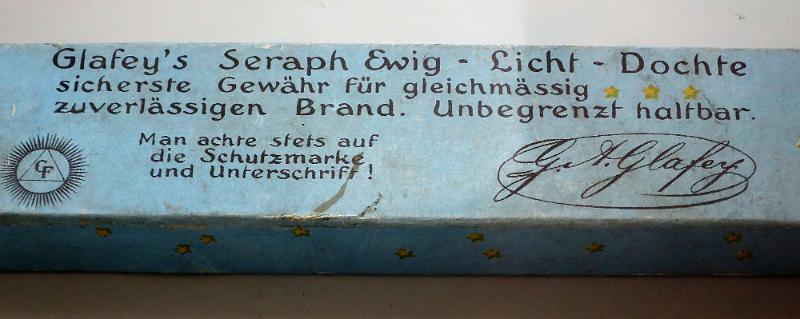 Glafey's Seraph Ewig - Licht - Dochte
sicherste Gewähr für gleichmässig
zuverlässigen Brand. Unbegrenzt haltbar.
Man achte stets auf
die Schutzmarke
und Unterschrift!
GF
G. A. Glafey